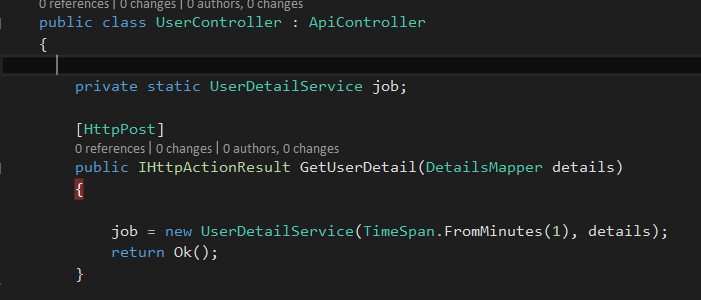 0 references | 0 changes | 0 authors, 0 changes
public class UserController : ApiController
{
private static UserDetailService job;
[HttpPost]
0 references | 0 changes | 0 authors, 0 changes
public IHttpActionResult GetUserDetail(DetailsMapper details)
{
job = new UserDetailService(TimeSpan.FromMinutes(1), details);
return Ok();
}